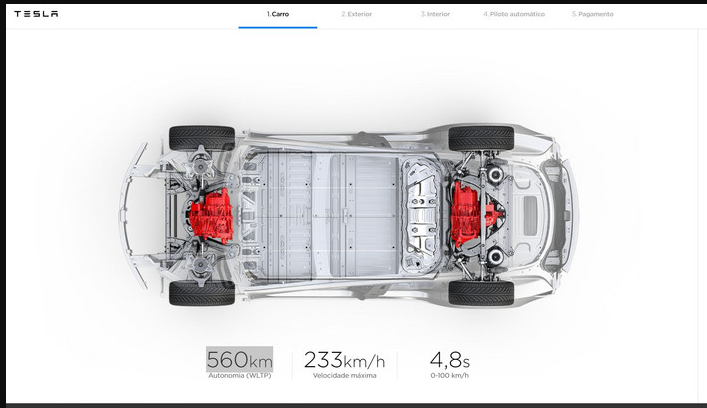 TESLA
1. Carro
2. Exterior
3. Interior
4. Piloto automático
5. Pagamento
560km
Autonomia (WLTP)
233km/h
Velocidade máxima
4,8s
0-100 km/h